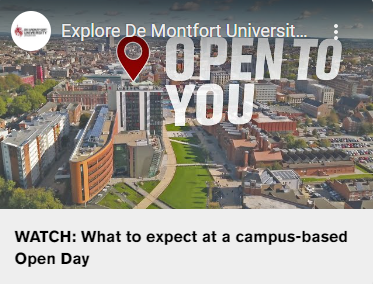 Explore De Montfort Universit...
OPEN TO
YOU
WATCH: What to expect at a campus-based
Open Day